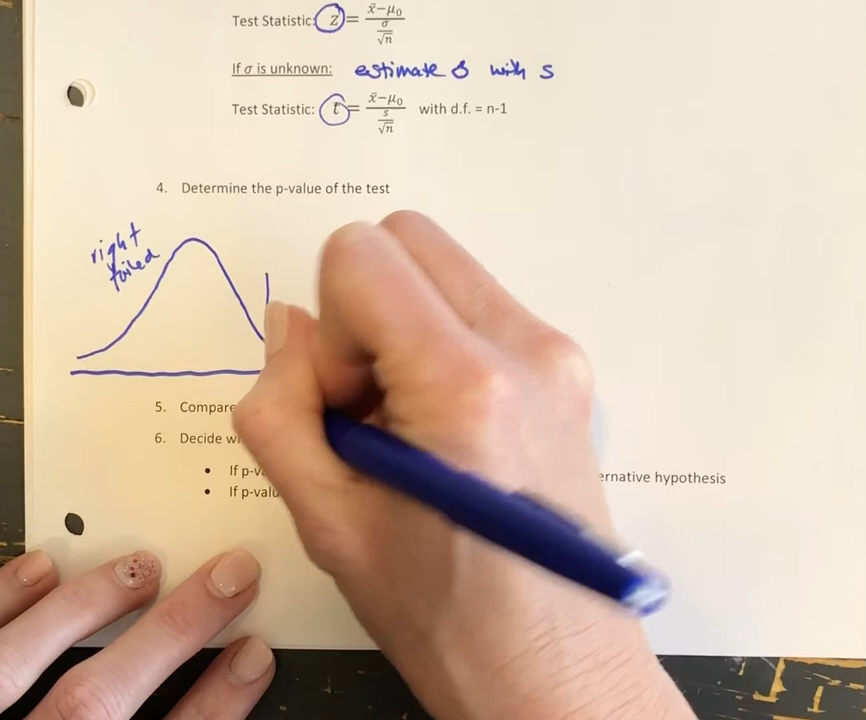 Test Statistic: z = x̄−μ₀ / σ/√n
If σ is unknown: estimate σ with s
Test Statistic: t = x̄−μ₀ / s/√n with d.f. = n-1
4. Determine the p-value of the test
right
tailed
5. Compare
6. Decide
• If
ernative hypothesis
• If